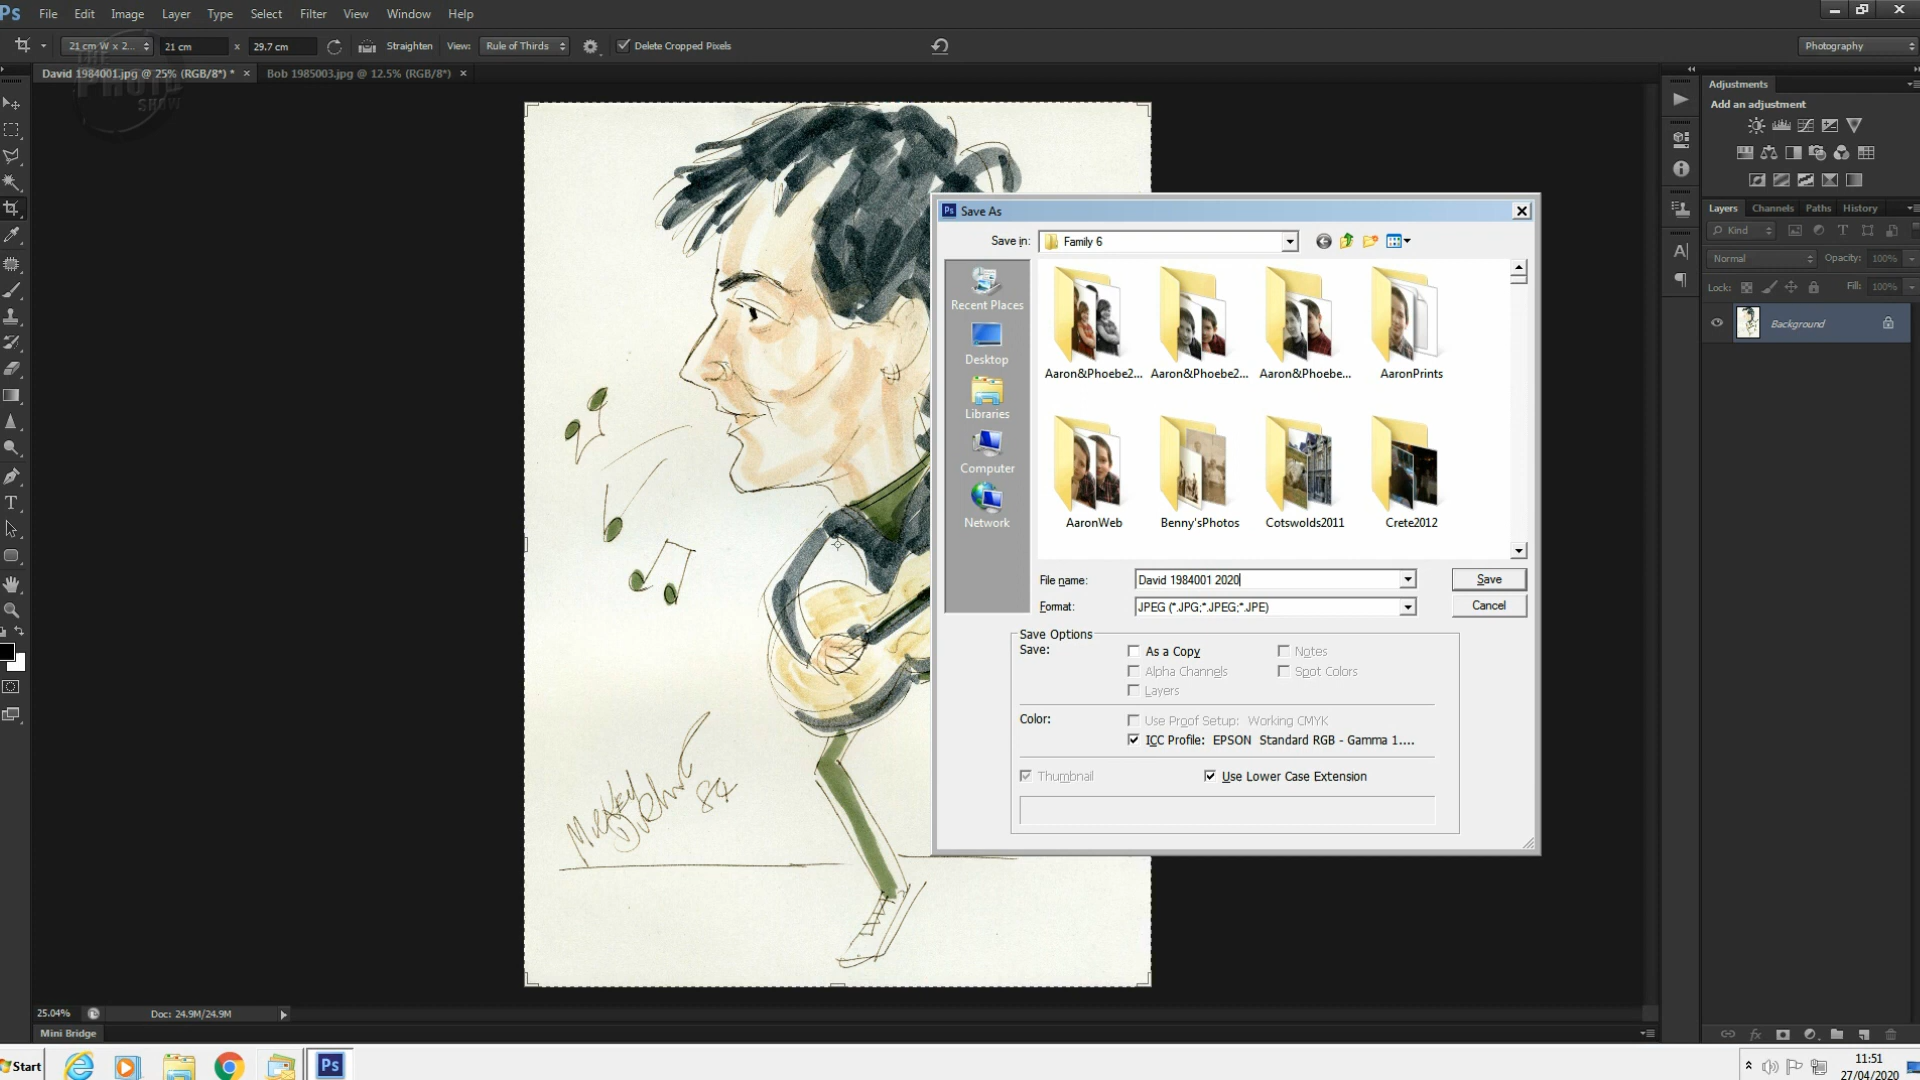 Ps File Edit Image Layer Type Select Filter View Window Help
21 cm W x 2... 21 cm x 29.7 cm Straighten View: Rule of Thirds Delete Cropped Pixels Photography
David 1984001.jpg @ 25% (RGB/8*) * × Bob 1985003.jpg @ 12.5% (RGB/8*) ×
THE PHOTO SHOW
Adjustments
Add an adjustment
Layers Channels Paths History
Kind
Normal Opacity: 100%
Lock: Fill: 100%
Background
Save As
Save in: Family 6
Recent Places
Desktop
Libraries
Computer
Network
Aaron&Phoebe2... Aaron&Phoebe2... Aaron&Phoebe... AaronPrints
AaronWeb Benny'sPhotos Cotswolds2011 Crete2012
File name: David 1984001 2020 Save
Format: JPEG (*.JPG;*.JPEG;*.JPE) Cancel
Save Options
Save: As a Copy Notes
Alpha Channels Spot Colors
Layers
Color: Use Proof Setup: Working CMYK
ICC Profile: EPSON Standard RGB - Gamma 1....
Thumbnail Use Lower Case Extension
84
25.04% Doc: 24.9M/24.9M
Mini Bridge
Start Ps 11:51
27/04/2020